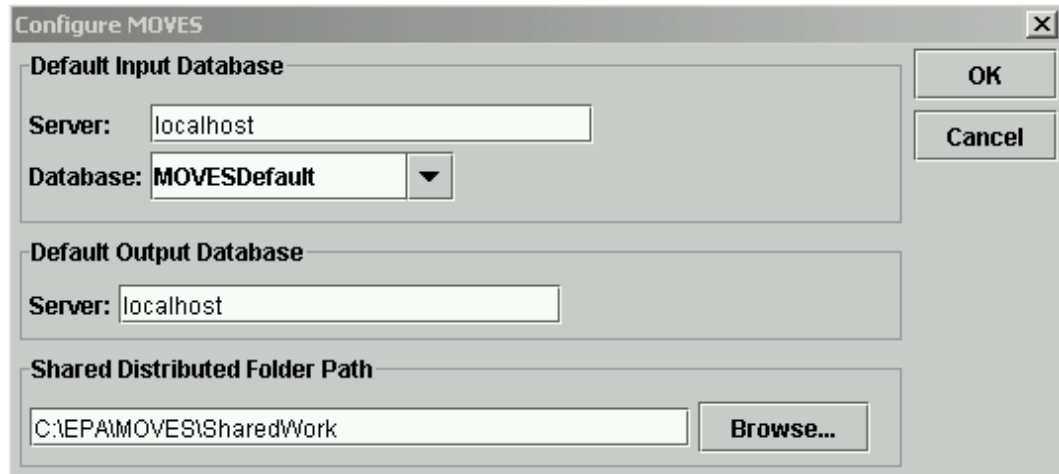 Configure MOVES
Default Input Database
OK
Server: localhost
Cancel
Database: MOVESDefault
Default Output Database
Server: localhost
Shared Distributed Folder Path
C:\EPA\MOVES\SharedWork Browse...